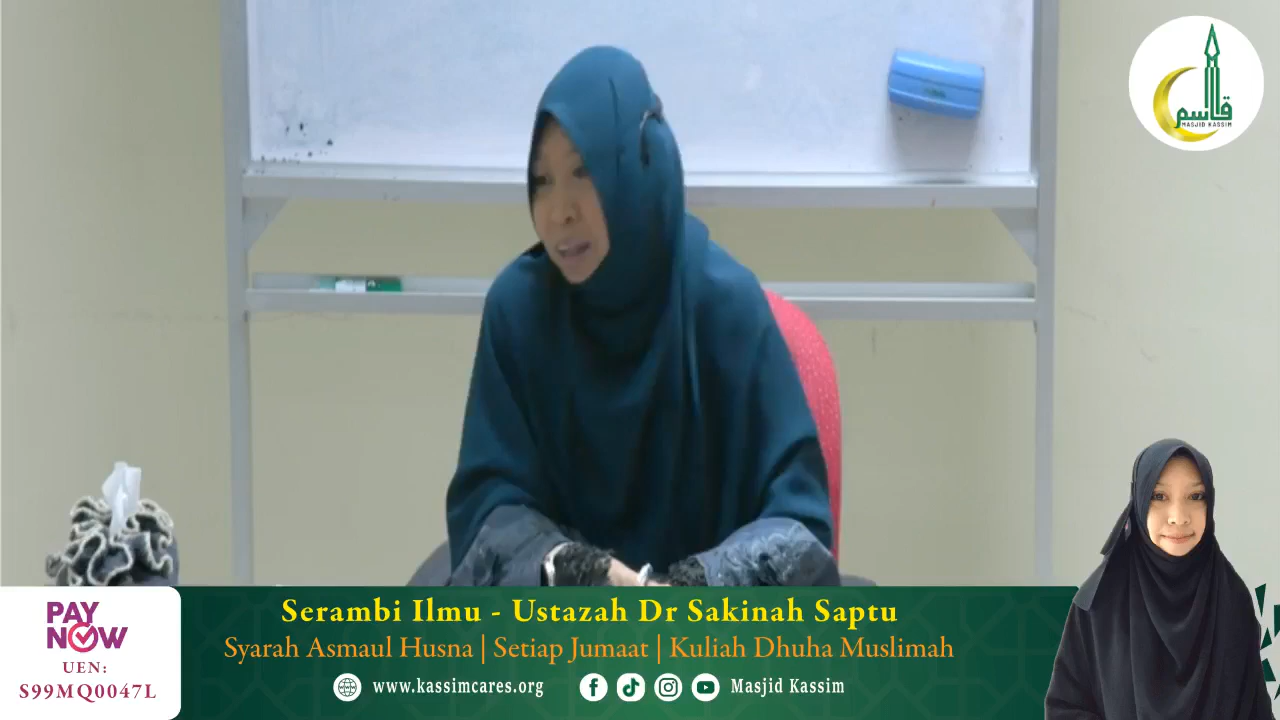 قاسم
MASJID KASSIM
PAY
NOW
UEN:
S99MQ0047L
Serambi Ilmu - Ustazah Dr Sakinah Saptu
Syarah Asmaul Husna | Setiap Jumaat | Kuliah Dhuha Muslimah
www.kassimcares.org
Masjid Kassim